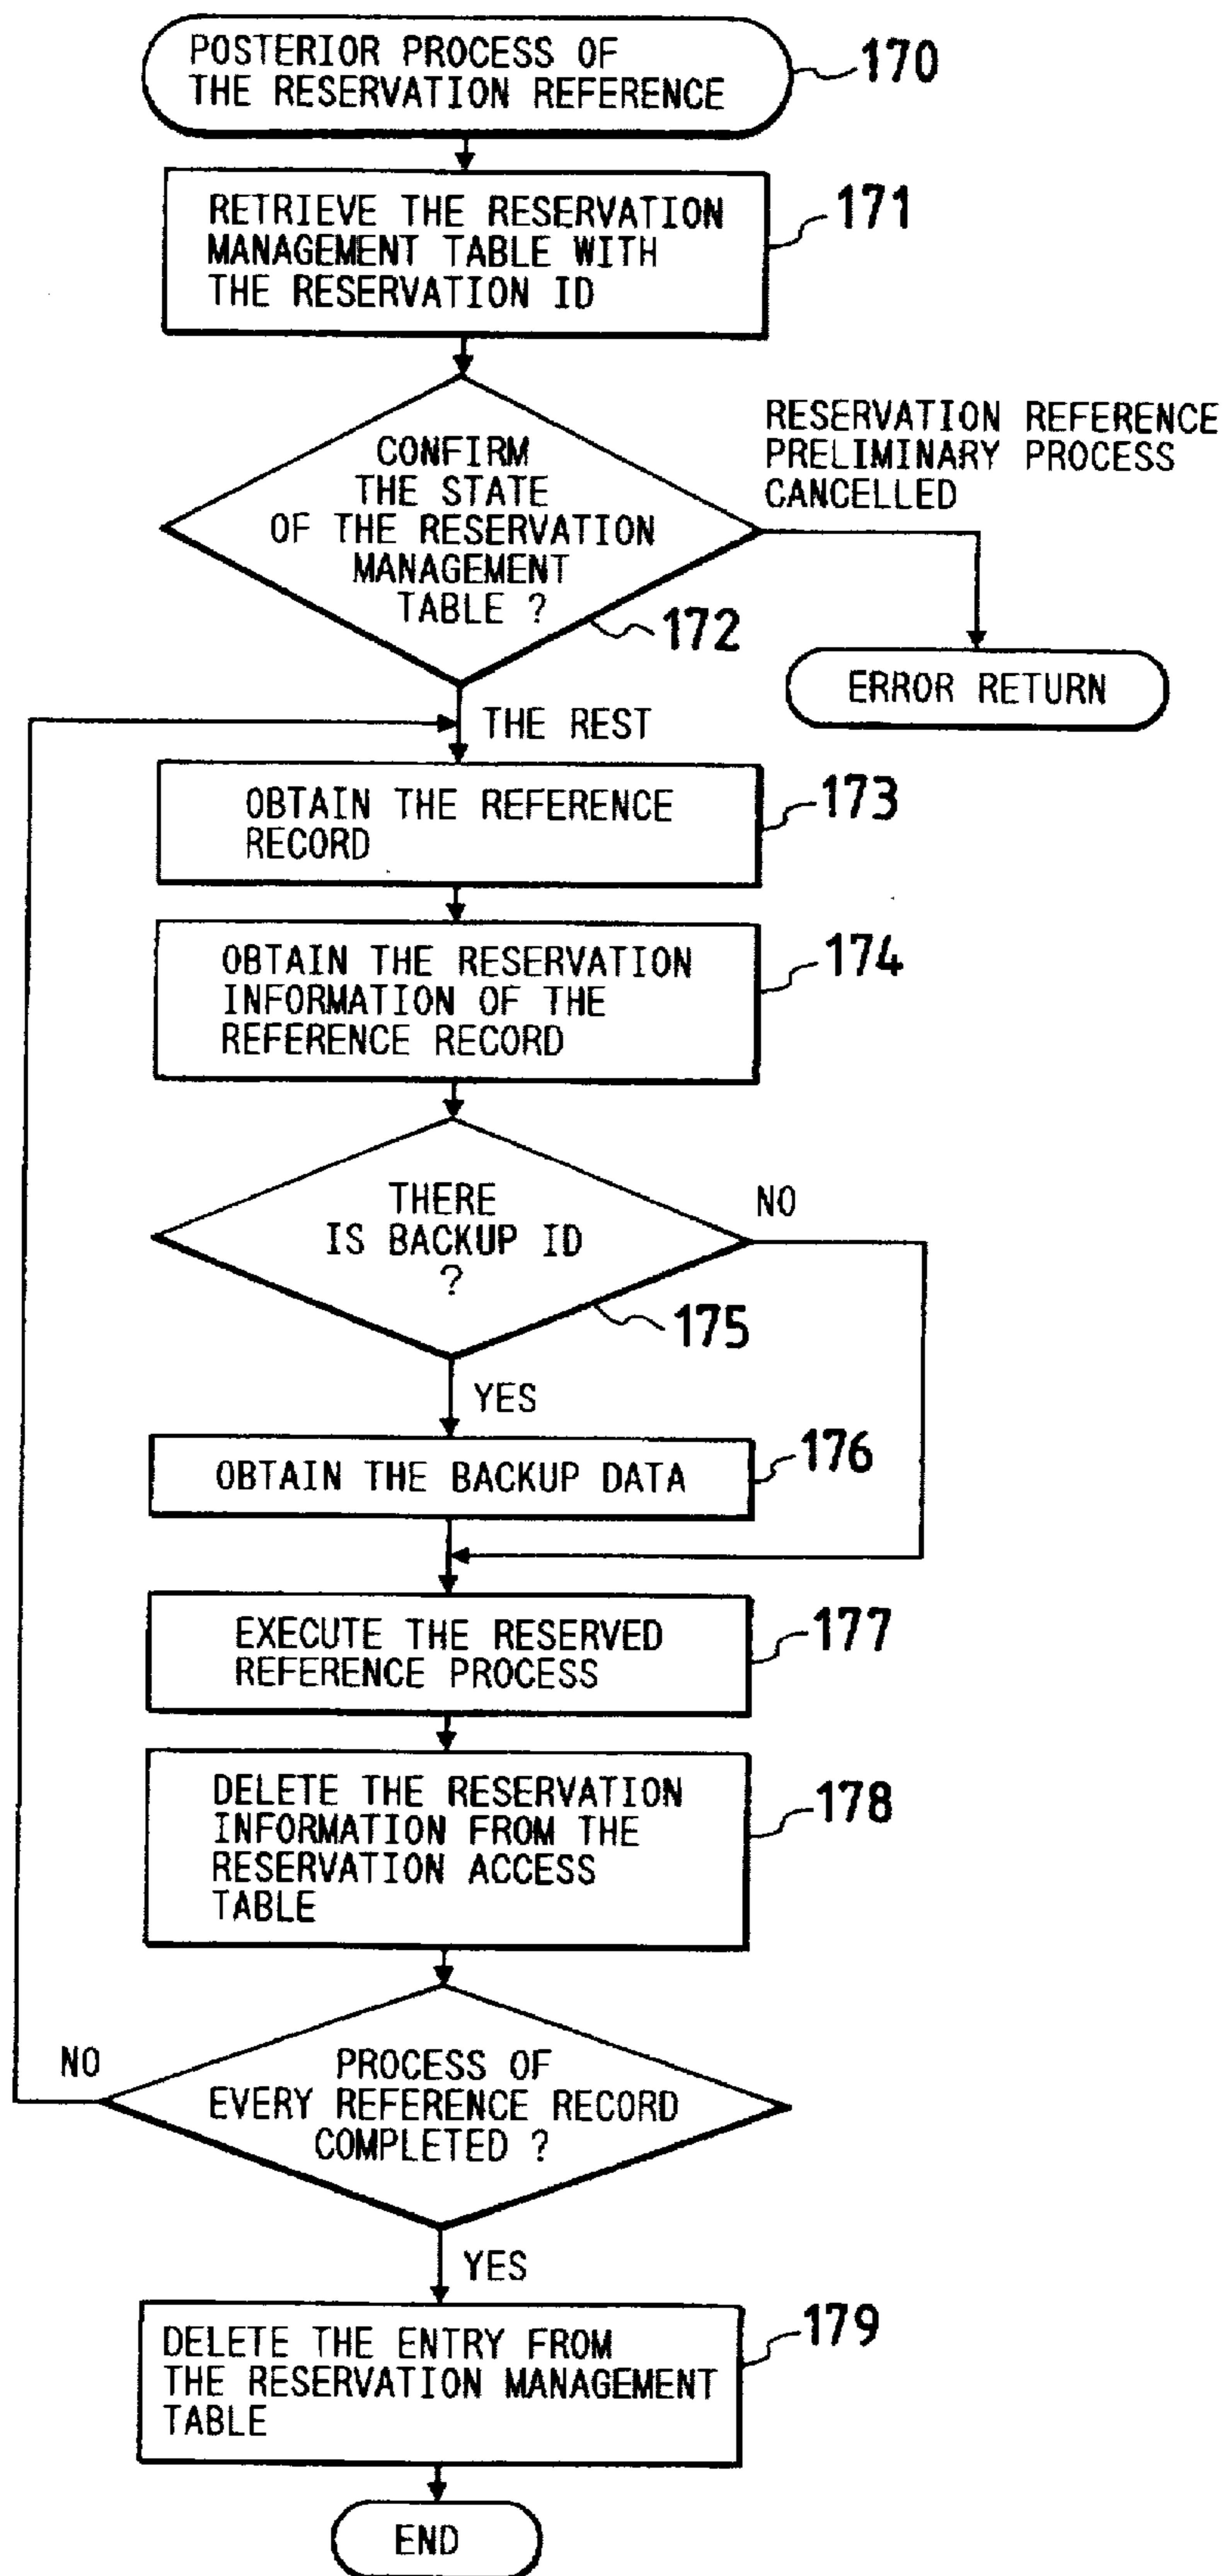 POSTERIOR PROCESS OF
THE RESERVATION REFERENCE
170
RETRIEVE THE RESERVATION
MANAGEMENT TABLE WITH
THE RESERVATION ID
171
CONFIRM
THE STATE
OF THE RESERVATION
MANAGEMENT
TABLE ?
172
RESERVATION REFERENCE
PRELIMINARY PROCESS
CANCELLED
ERROR RETURN
THE REST
OBTAIN THE REFERENCE
RECORD
173
OBTAIN THE RESERVATION
INFORMATION OF THE
REFERENCE RECORD
174
THERE
IS BACKUP ID
?
175
NO
YES
OBTAIN THE BACKUP DATA
176
EXECUTE THE RESERVED
REFERENCE PROCESS
177
DELETE THE RESERVATION
INFORMATION FROM THE
RESERVATION ACCESS
TABLE
178
NO
PROCESS OF
EVERY REFERENCE RECORD
COMPLETED ?
YES
DELETE THE ENTRY FROM
THE RESERVATION MANAGEMENT
TABLE
179
END